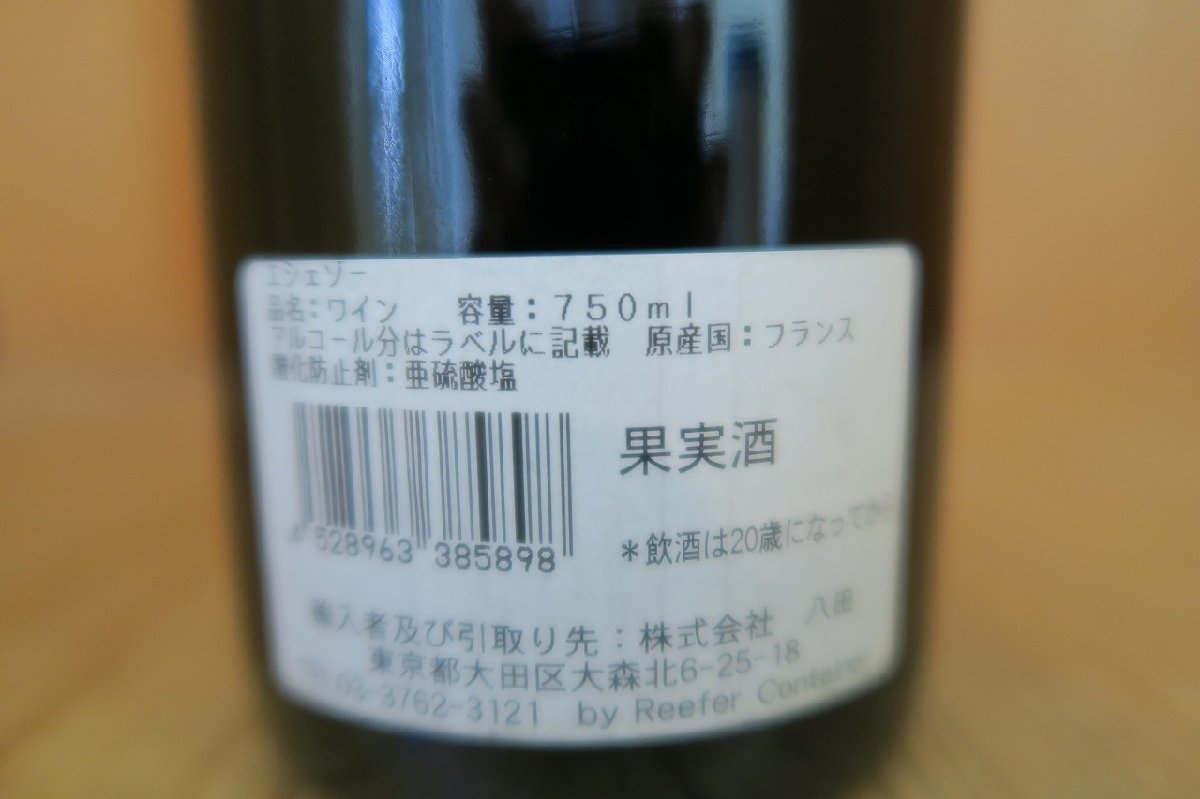 エシェゾー
品名：ワイン　容量：７５０ｍｌ
アルコール分はラベルに記載　原産国：フランス
酸化防止剤：亜硫酸塩
528963 385898
果実酒
＊飲酒は20歳になってから
輸入者及び引取り先：株式会社　八田
東京都大田区大森北6-25-18
03-3762-3121　by Reefer Container